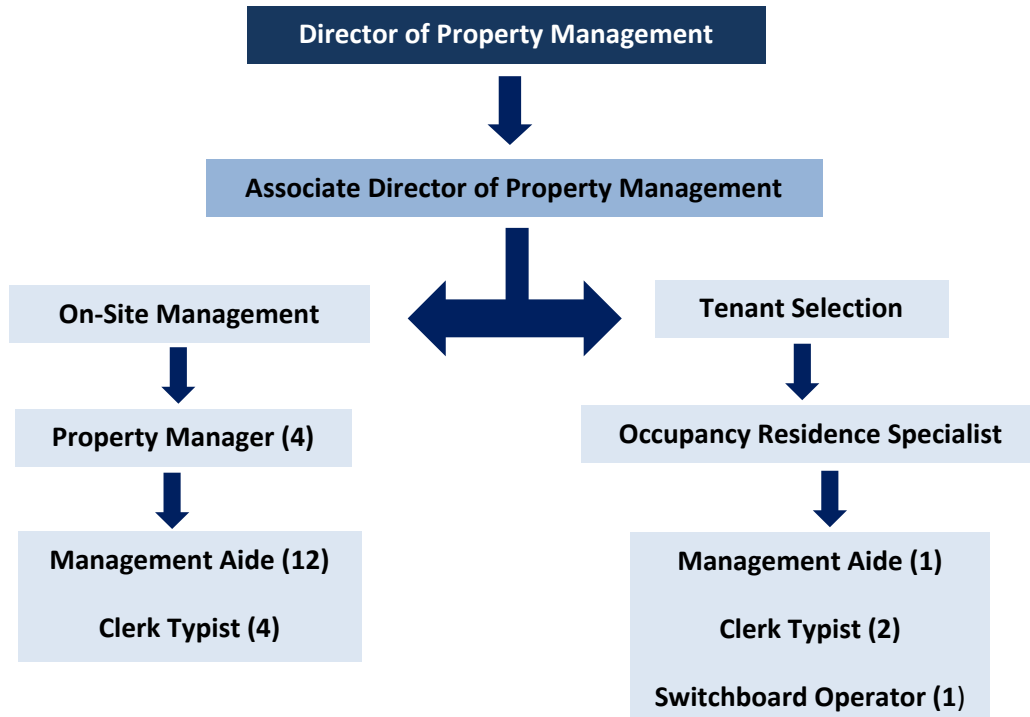 Director of Property Management
Associate Director of Property Management
On-Site Management
Tenant Selection
Property Manager (4)
Occupancy Residence Specialist
Management Aide (12)
Clerk Typist (4)
Management Aide (1)
Clerk Typist (2)
Switchboard Operator (1)